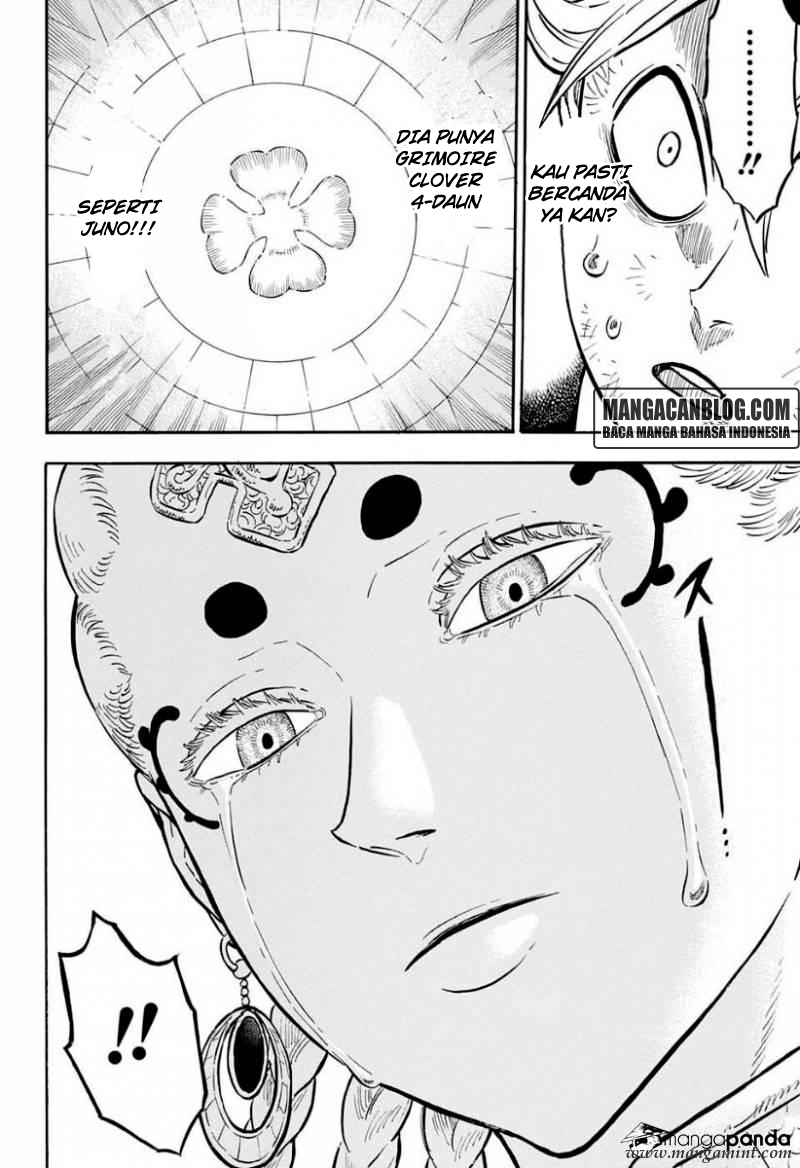 .........!!
KAU PASTI
BERCANDA
YA KAN?
DIA PUNYA
GRIMOIRE
CLOVER
4-DAUN
SEPERTI
JUNO!!!
MANGACANBLOG.COM
BACA MANGA BAHASA INDONESIA
ス
!!
mangapanda
www.mangamint.com